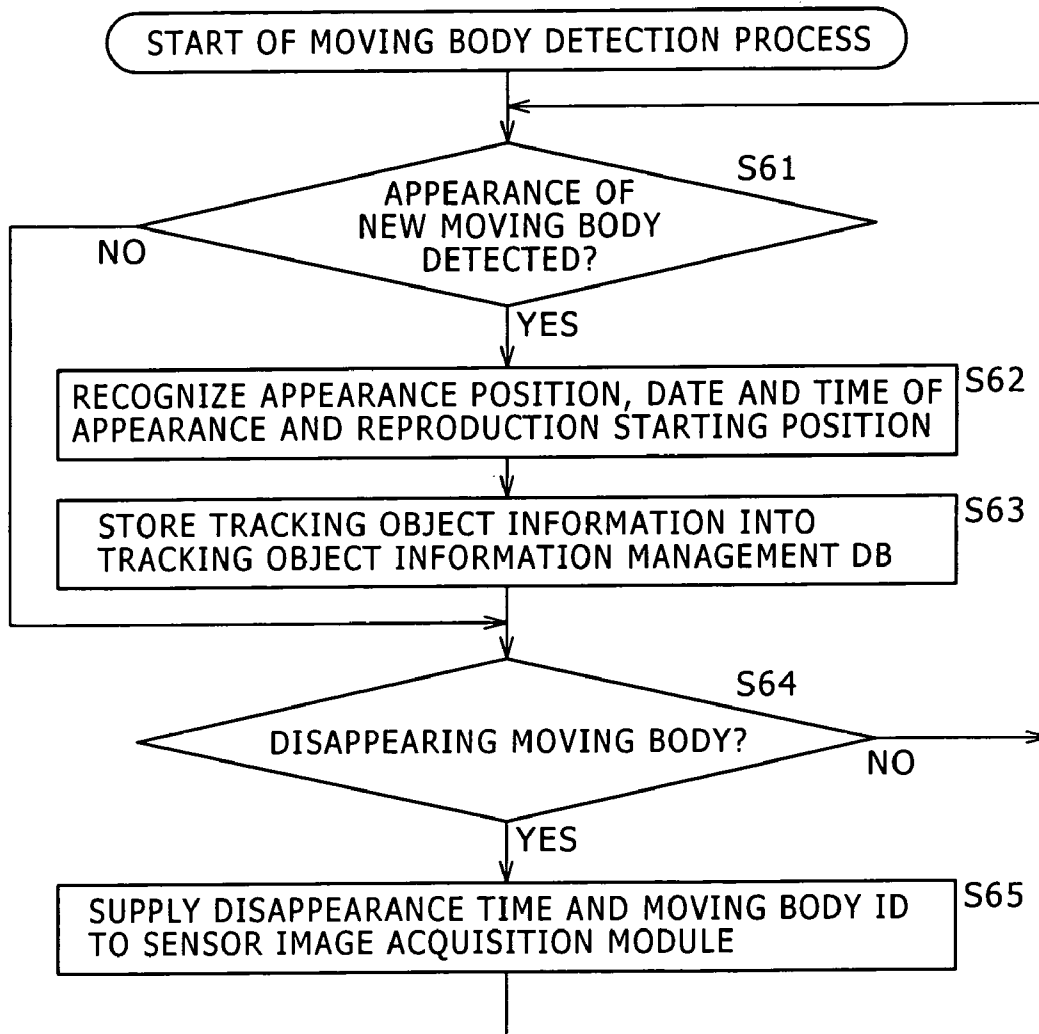 START OF MOVING BODY DETECTION PROCESS
S61
APPEARANCE OF
NEW MOVING BODY
DETECTED?
NO
YES
S62
RECOGNIZE APPEARANCE POSITION, DATE AND TIME OF
APPEARANCE AND REPRODUCTION STARTING POSITION
S63
STORE TRACKING OBJECT INFORMATION INTO
TRACKING OBJECT INFORMATION MANAGEMENT DB
S64
DISAPPEARING MOVING BODY?
NO
YES
S65
SUPPLY DISAPPEARANCE TIME AND MOVING BODY ID
TO SENSOR IMAGE ACQUISITION MODULE